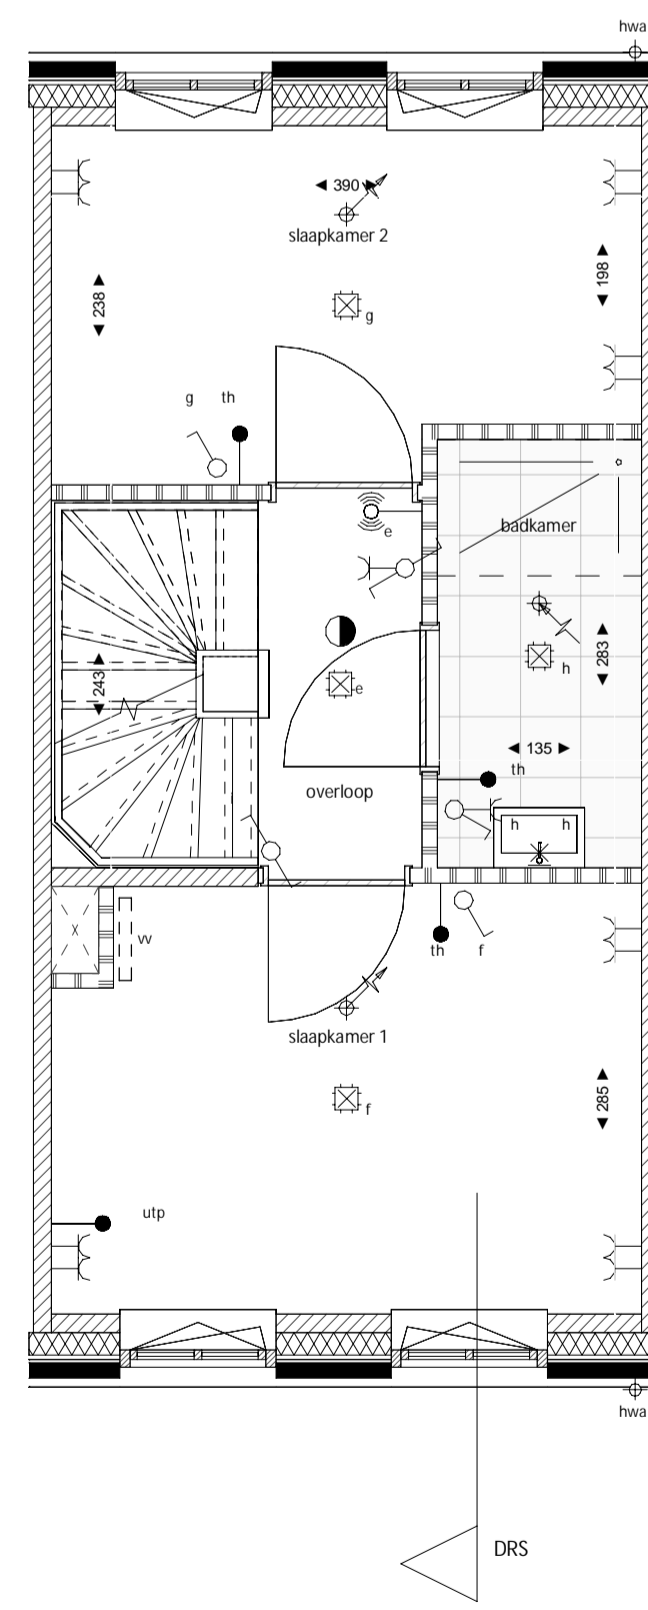 hwa
390
slaapkamer 2
238
198
g
g th
e
badkamer
243
e
h
283
135
th
overloop
h h
vv
th f
slaapkamer 1
f
285
utp
hwa
DRS